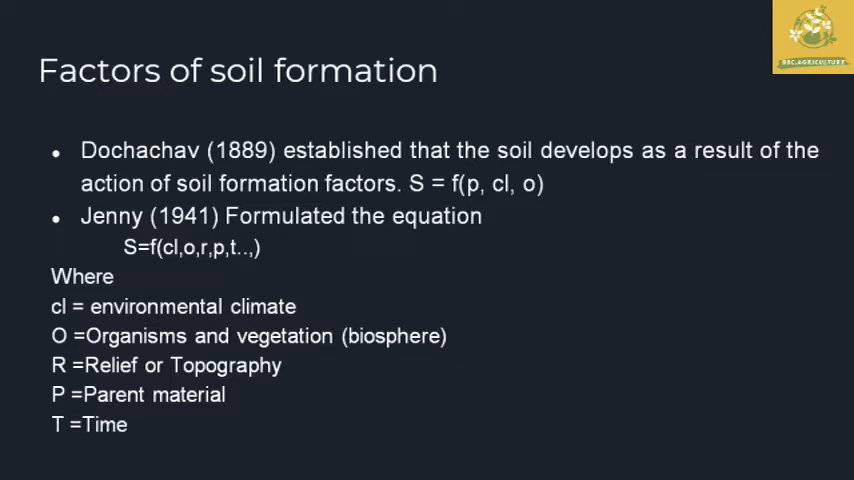 BSC.AGRICULTURE
Factors of soil formation
● Dochachav (1889) established that the soil develops as a result of the
action of soil formation factors. S = f(p, cl, o)
● Jenny (1941) Formulated the equation
S=f(cl,o,r,p,t..,)
Where
cl = environmental climate
O =Organisms and vegetation (biosphere)
R =Relief or Topography
P =Parent material
T =Time